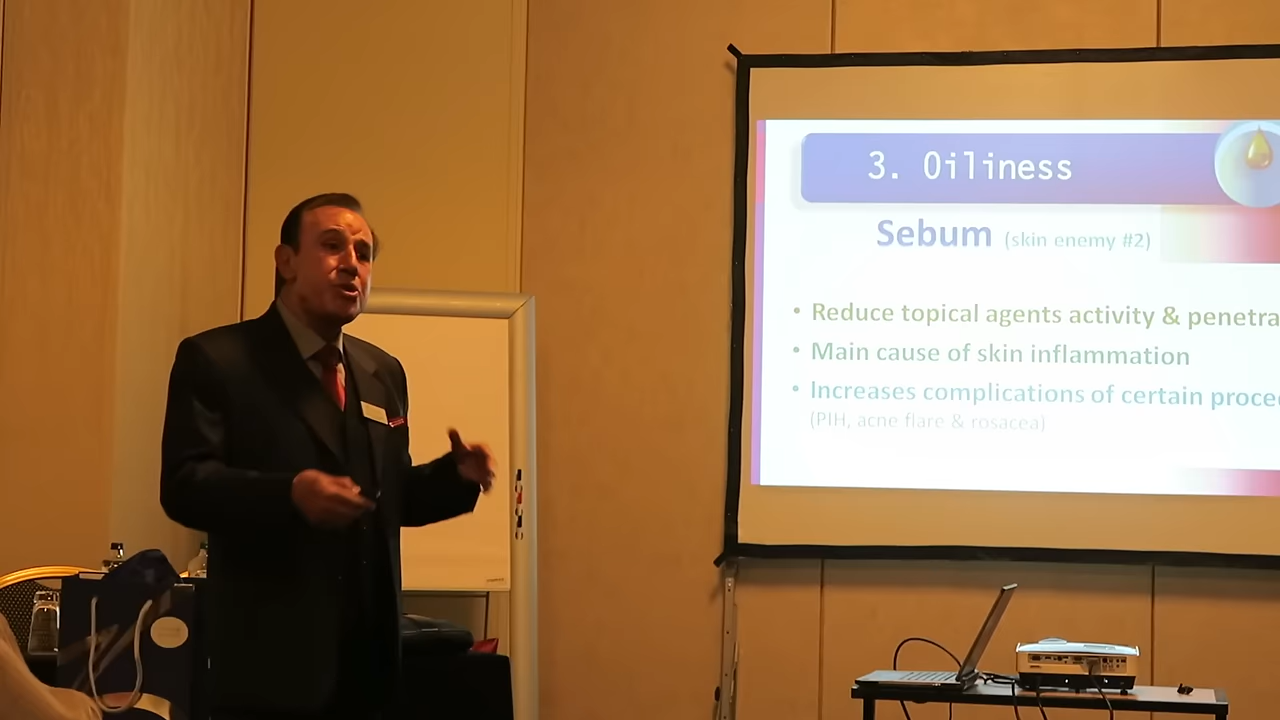 3. Oiliness
Sebum (skin enemy #2)
• Reduce topical agents activity & penetra
• Main cause of skin inflammation
• Increases complications of certain proce
(PIH, acne flare & rosacea)